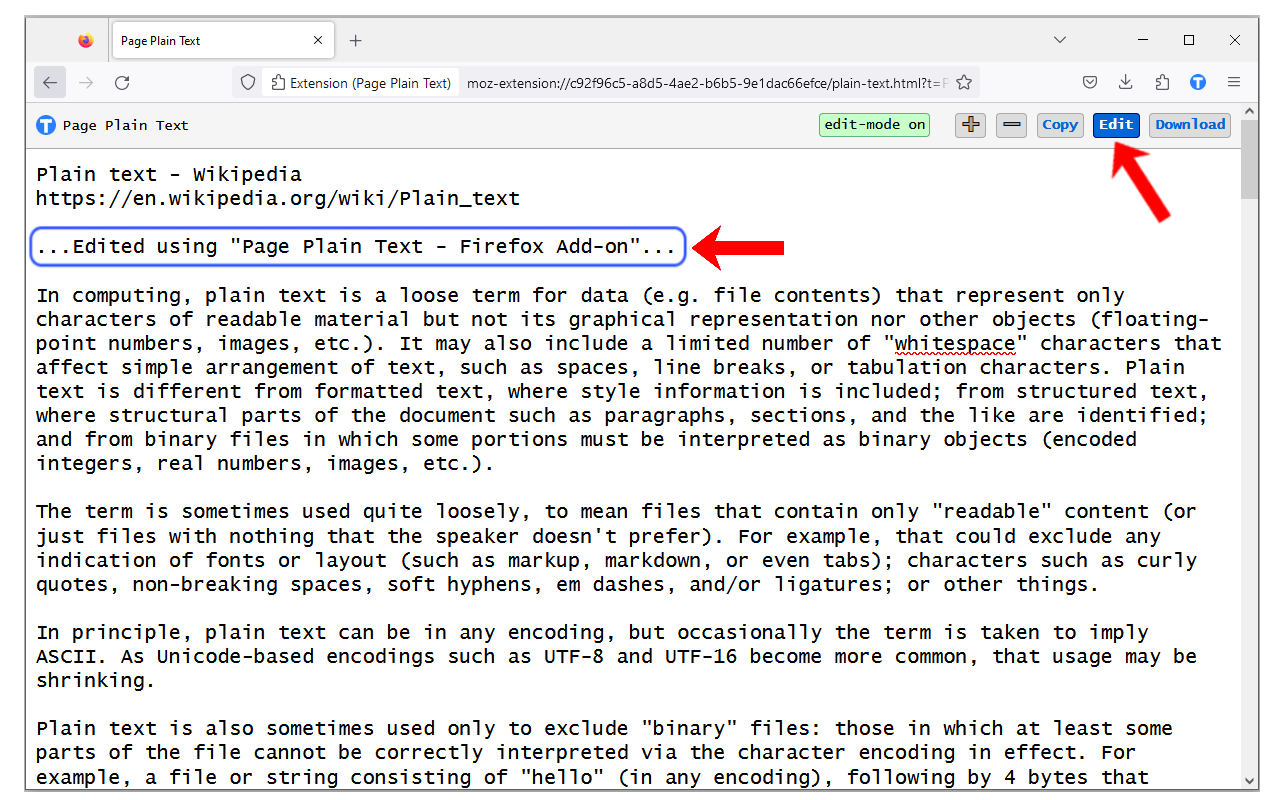 Page Plain Text
Extension (Page Plain Text) moz-extension://c92f96c5-a8d5-4ae2-b6b5-9e1dac66efce/plain-text.html?t=
Page Plain Text edit-mode on Copy Edit Download
Plain text - Wikipedia
https://en.wikipedia.org/wiki/Plain_text
...Edited using "Page Plain Text - Firefox Add-on"...
In computing, plain text is a loose term for data (e.g. file contents) that represent only
characters of readable material but not its graphical representation nor other objects (floating-
point numbers, images, etc.). It may also include a limited number of "whitespace" characters that
affect simple arrangement of text, such as spaces, line breaks, or tabulation characters. Plain
text is different from formatted text, where style information is included; from structured text,
where structural parts of the document such as paragraphs, sections, and the like are identified;
and from binary files in which some portions must be interpreted as binary objects (encoded
integers, real numbers, images, etc.).
The term is sometimes used quite loosely, to mean files that contain only "readable" content (or
just files with nothing that the speaker doesn't prefer). For example, that could exclude any
indication of fonts or layout (such as markup, markdown, or even tabs); characters such as curly
quotes, non-breaking spaces, soft hyphens, em dashes, and/or ligatures; or other things.
In principle, plain text can be in any encoding, but occasionally the term is taken to imply
ASCII. As Unicode-based encodings such as UTF-8 and UTF-16 become more common, that usage may be
shrinking.
Plain text is also sometimes used only to exclude "binary" files: those in which at least some
parts of the file cannot be correctly interpreted via the character encoding in effect. For
example, a file or string consisting of "hello" (in any encoding), following by 4 bytes that